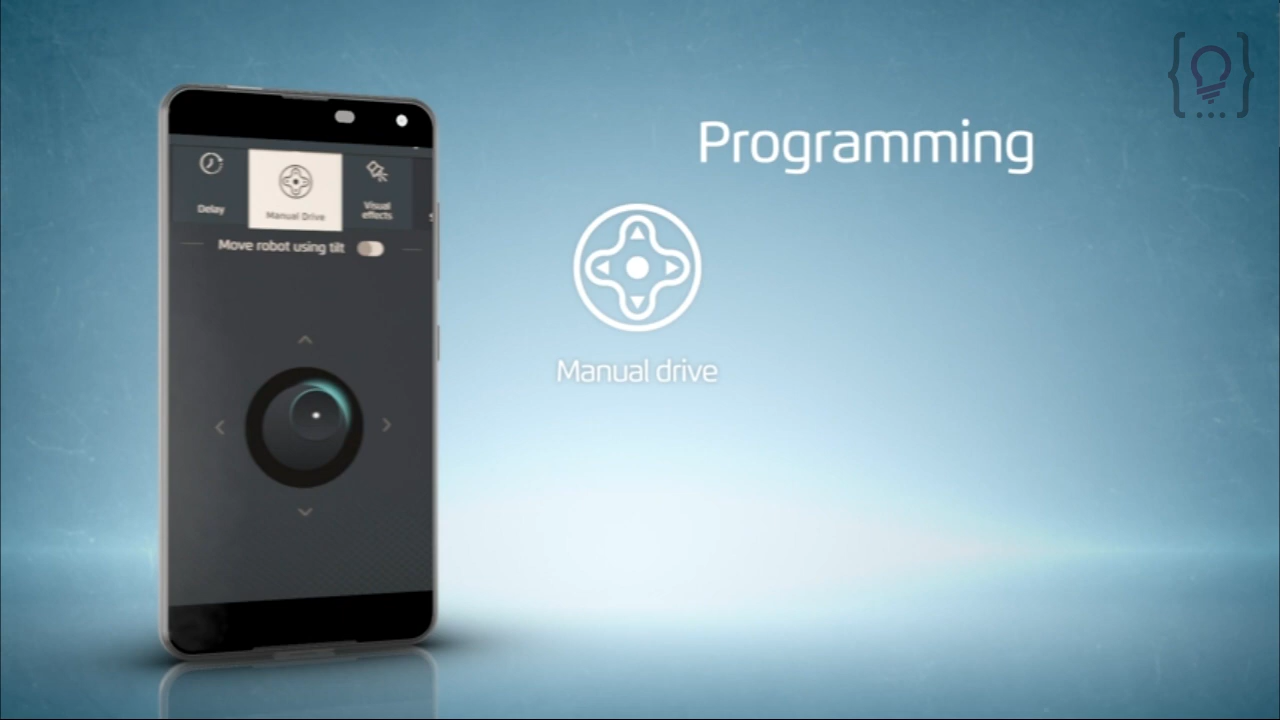 Programming
Manual drive
Delay
Manual Drive
Visual
effects
Move robot using tilt